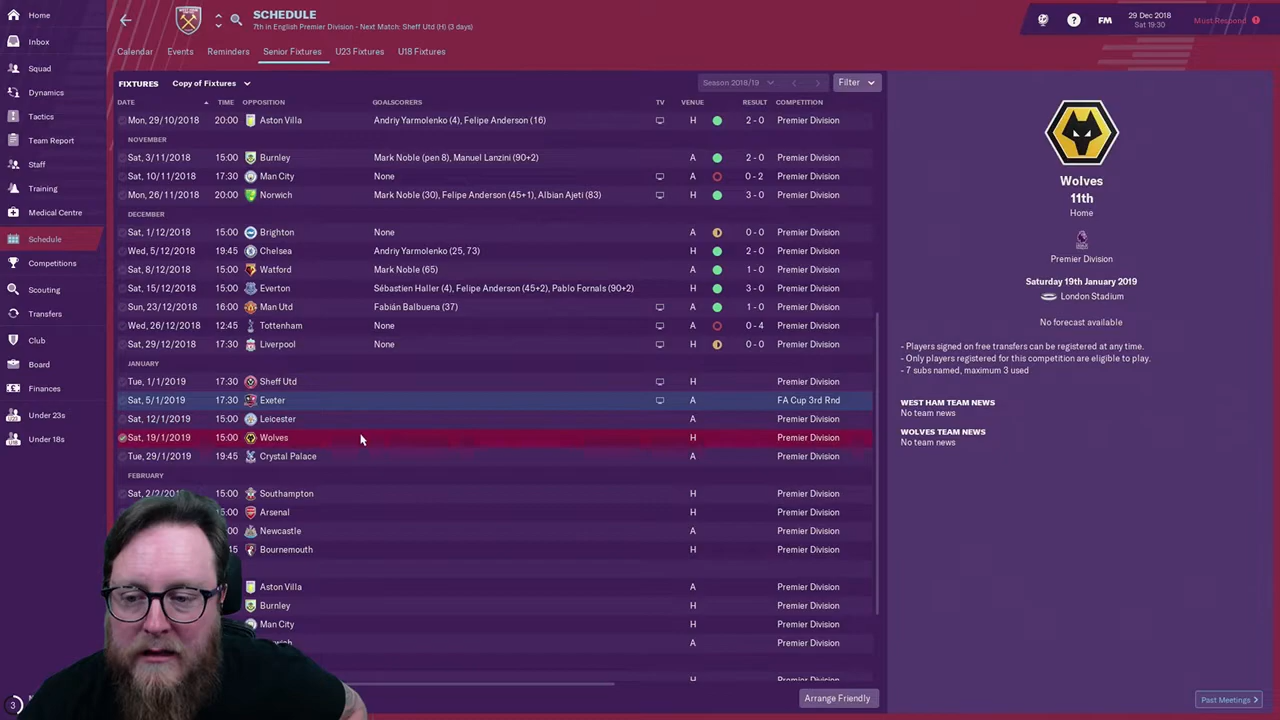 SCHEDULE
7th in English Premier Division - Next Match: Sheff Utd (H) (3 days)
FM
29 Dec 2018
Sat 19:30
Must Respond
Home
Inbox
Squad
Dynamics
Tactics
Team Report
Staff
Training
Medical Centre
Schedule
Competitions
Scouting
Transfers
Club
Board
Finances
Under 23s
Under 18s
3
Calendar Events Reminders Senior Fixtures U23 Fixtures U18 Fixtures
FIXTURES Copy of Fixtures Season 2018/19 Filter
DATE TIME OPPOSITION GOALSCORERS TV VENUE RESULT COMPETITION
Mon, 29/10/2018 20:00 Aston Villa Andriy Yarmolenko (4), Felipe Anderson (16) H 2 - 0 Premier Division
NOVEMBER
Sat, 3/11/2018 15:00 Burnley Mark Noble (pen 8), Manuel Lanzini (90+2) A 2 - 0 Premier Division
Sat, 10/11/2018 17:30 Man City None A 0 - 2 Premier Division
Mon, 26/11/2018 20:00 Norwich Mark Noble (30), Felipe Anderson (45+1), Albian Ajeti (83) H 3 - 0 Premier Division
DECEMBER
Sat, 1/12/2018 15:00 Brighton None A 0 - 0 Premier Division
Wed, 5/12/2018 19:45 Chelsea Andriy Yarmolenko (25, 73) H 2 - 0 Premier Division
Sat, 8/12/2018 15:00 Watford Mark Noble (65) A 1 - 0 Premier Division
Sat, 15/12/2018 15:00 Everton Sébastien Haller (4), Felipe Anderson (45+2), Pablo Fornals (90+2) H 3 - 0 Premier Division
Sun, 23/12/2018 16:00 Man Utd Fabián Balbuena (37) A 1 - 0 Premier Division
Wed, 26/12/2018 12:45 Tottenham None A 0 - 4 Premier Division
Sat, 29/12/2018 17:30 Liverpool None H 0 - 0 Premier Division
JANUARY
Tue, 1/1/2019 17:30 Sheff Utd H Premier Division
Sat, 5/1/2019 17:30 Exeter A FA Cup 3rd Rnd
Sat, 12/1/2019 15:00 Leicester A Premier Division
Sat, 19/1/2019 15:00 Wolves H Premier Division
Tue, 29/1/2019 19:45 Crystal Palace A Premier Division
FEBRUARY
Sat, 2/2/2 15:00 Southampton H Premier Division
Arsenal H Premier Division
Newcastle A Premier Division
Bournemouth H Premier Division
Aston Villa A Premier Division
Burnley H Premier Division
Man City H Premier Division
A Premier Division
H Premier Division
Arrange Friendly
Wolves
11th
Home
Premier Division
Saturday 19th January 2019
London Stadium
No forecast available
- Players signed on free transfers can be registered at any time.
- Only players registered for this competition are eligible to play.
- 7 subs named, maximum 3 used
WEST HAM TEAM NEWS
No team news
WOLVES TEAM NEWS
No team news
Past Meetings